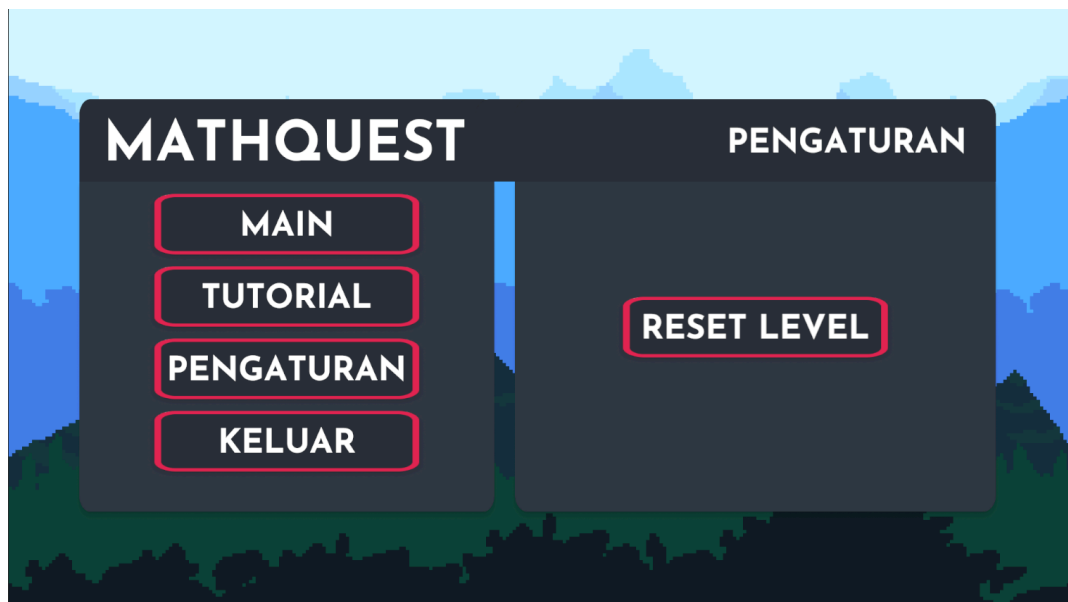 MATHQUEST
PENGATURAN
MAIN
TUTORIAL
PENGATURAN
KELUAR
RESET LEVEL